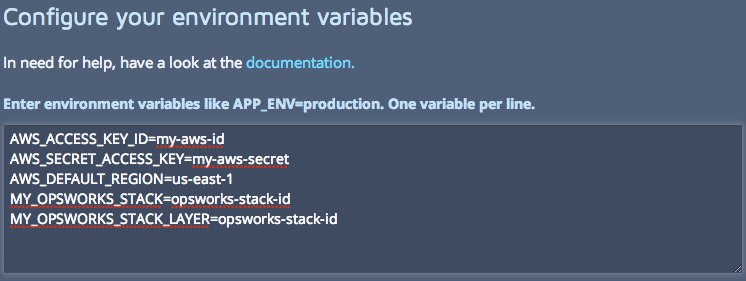 Configure your environment variables
In need for help, have a look at the documentation.
Enter environment variables like APP_ENV=production. One variable per line.
AWS_ACCESS_KEY_ID=my-aws-id
AWS_SECRET_ACCESS_KEY=my-aws-secret
AWS_DEFAULT_REGION=us-east-1
MY_OPSWORKS_STACK=opsworks-stack-id
MY_OPSWORKS_STACK_LAYER=opsworks-stack-id